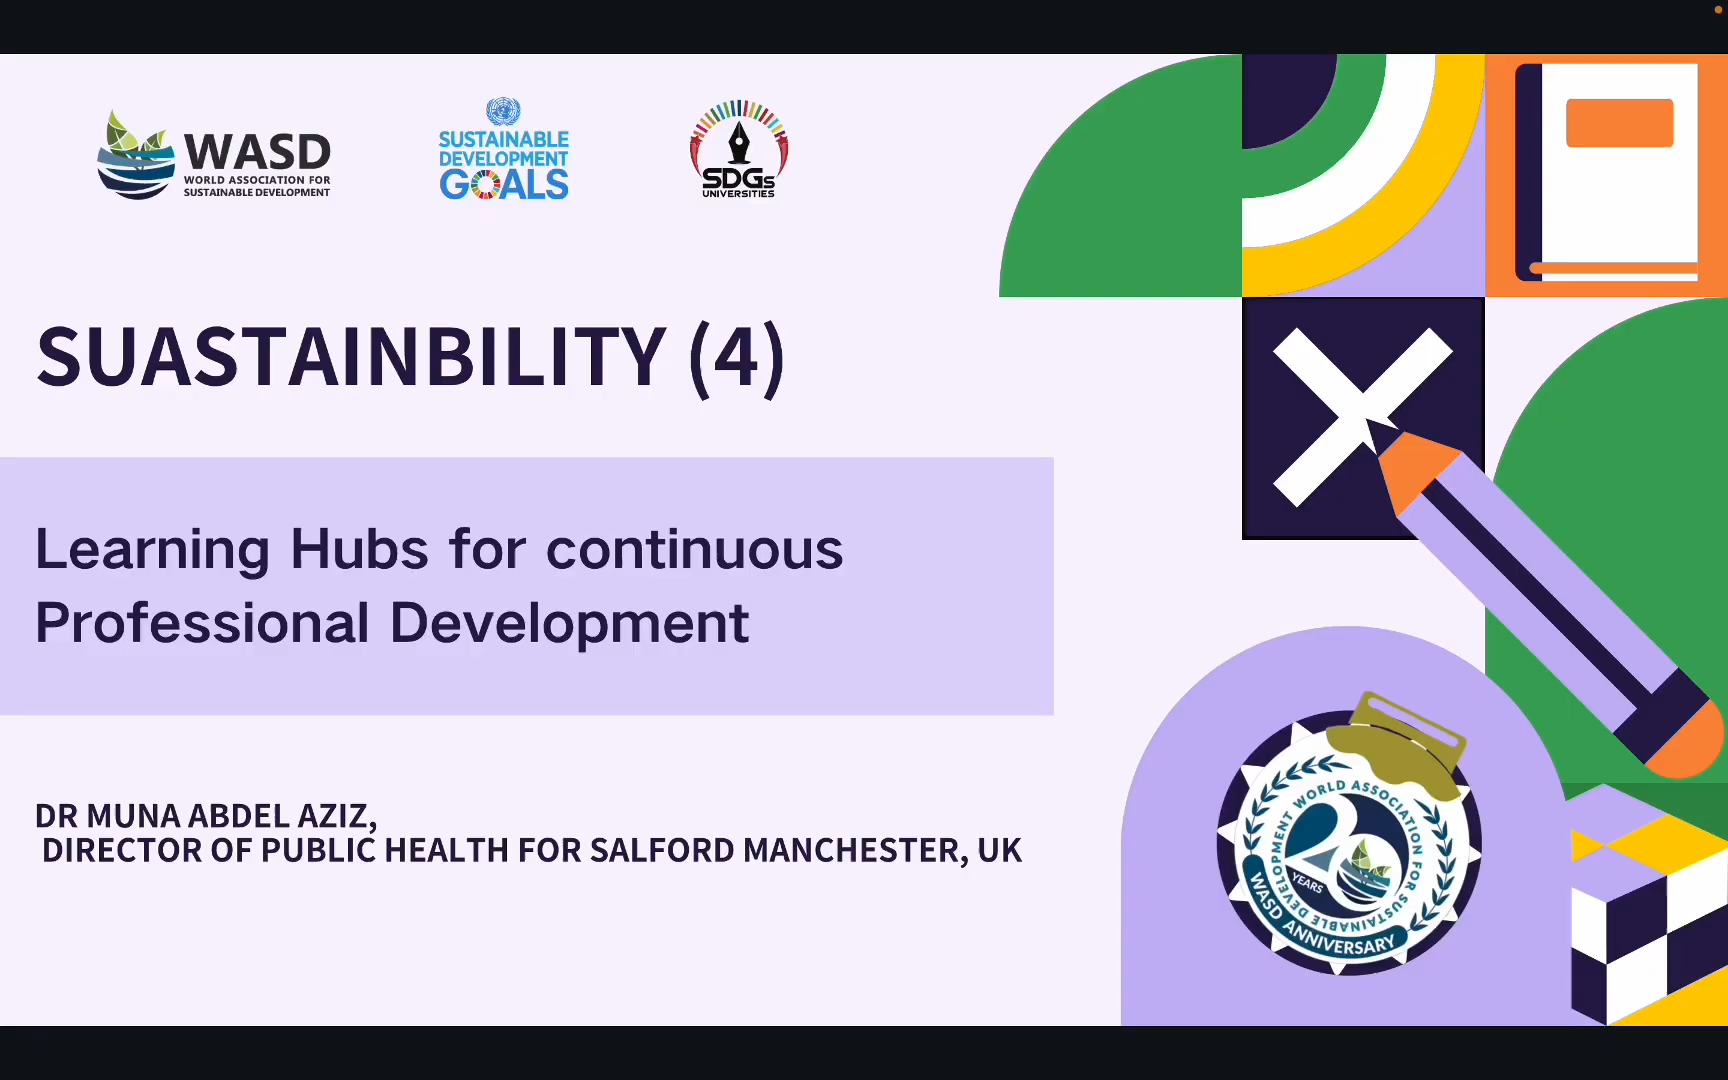 WASD
WORLD ASSOCIATION FOR
SUSTAINABLE DEVELOPMENT
SUSTAINABLE
DEVELOPMENT
GOALS
SDGs
UNIVERSITIES
SUASTAINBILITY (4)
Learning Hubs for continuous
Professional Development
DR MUNA ABDEL AZIZ,
DIRECTOR OF PUBLIC HEALTH FOR SALFORD MANCHESTER, UK
WORLD ASSOCIATION FOR SUSTAINABLE DEVELOPMENT
20
YEARS
WASD ANNIVERSARY